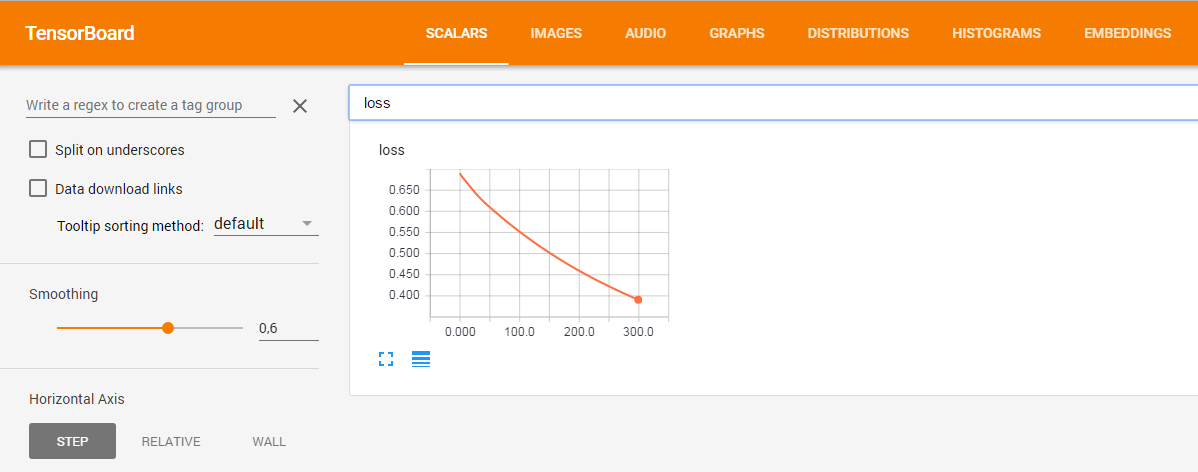 TensorBoard SCALARS IMAGES AUDIO GRAPHS DISTRIBUTIONS HISTOGRAMS EMBEDDINGS
Write a regex to create a tag group
Split on underscores
Data download links
Tooltip sorting method: default
Smoothing
0,6
Horizontal Axis
STEP RELATIVE WALL
loss
loss
0.650
0.600
0.550
0.500
0.450
0.400
0.000 100.0 200.0 300.0